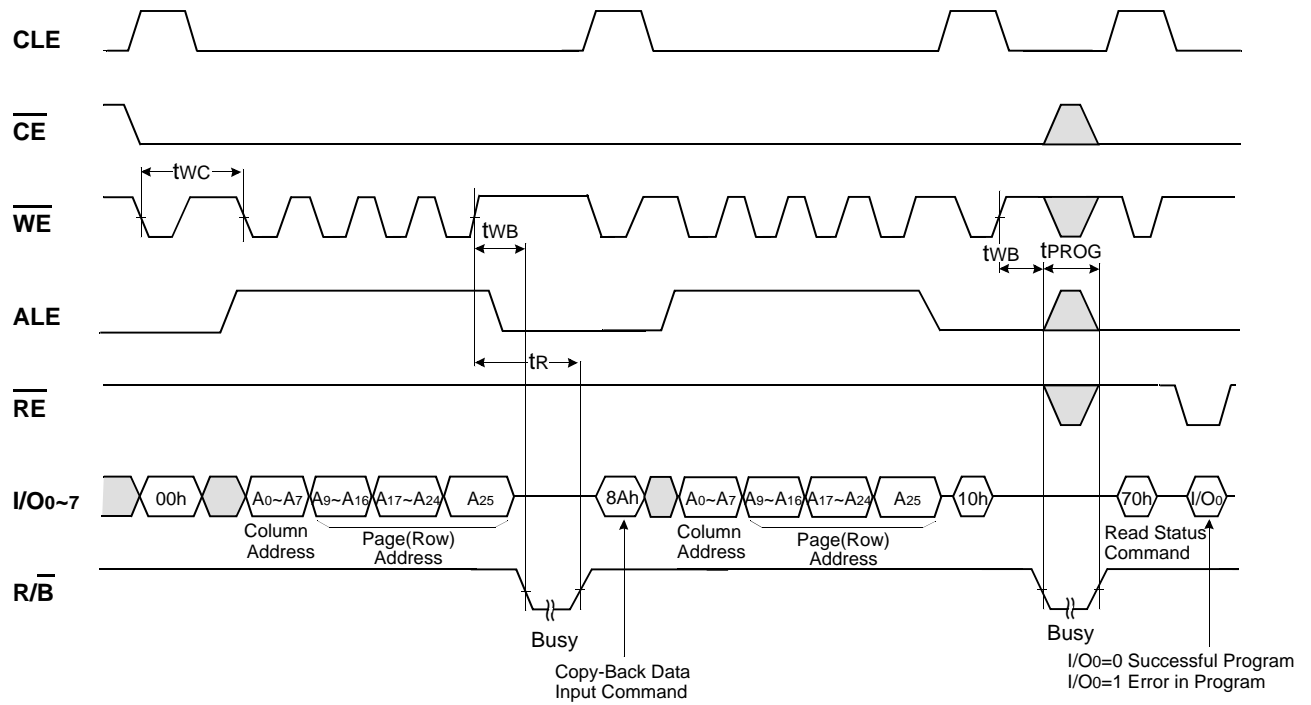 CLE
CE
tWC
WE
tWB
tWB
tPROG
ALE
tR
RE
I/O0~7
00h
A0~A7
A9~A16
A17~A24
A25
8Ah
A0~A7
A9~A16
A17~A24
A25
10h
70h
I/O0
Column
Address
Page(Row)
Address
Column
Address
Page(Row)
Address
Read Status
Command
R/B
Busy
Busy
Copy-Back Data
Input Command
I/O0=0 Successful Program
I/O0=1 Error in Program